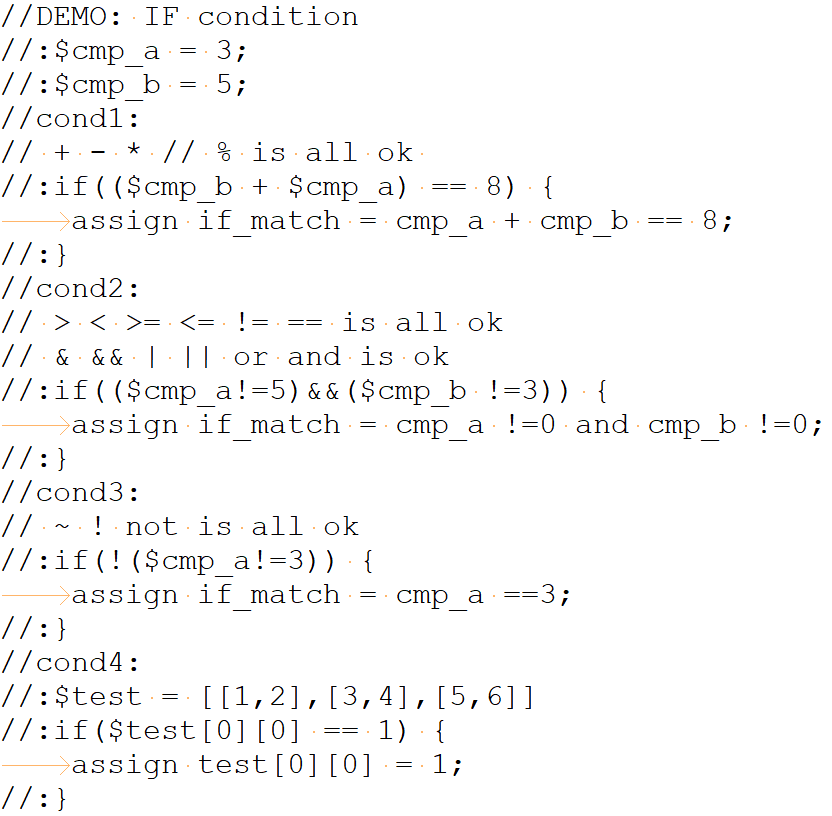 //DEMO: IF condition
//:$cmp_a = 3;
//:$cmp_b = 5;
//cond1:
// + - * // % is all ok
//:if(($cmp_b + $cmp_a) == 8) {
assign if_match = cmp_a + cmp_b == 8;
//:}
//cond2:
// > < >= <= != == is all ok
// & && | || or and is ok
//:if(($cmp_a!=5)&&($cmp_b !=3)) {
assign if_match = cmp_a !=0 and cmp_b !=0;
//:}
//cond3:
// ~ ! not is all ok
//:if(!($cmp_a!=3)) {
assign if_match = cmp_a ==3;
//:}
//cond4:
//:$test = [[1,2],[3,4],[5,6]]
//:if($test[0][0] == 1) {
assign test[0][0] = 1;
//:}